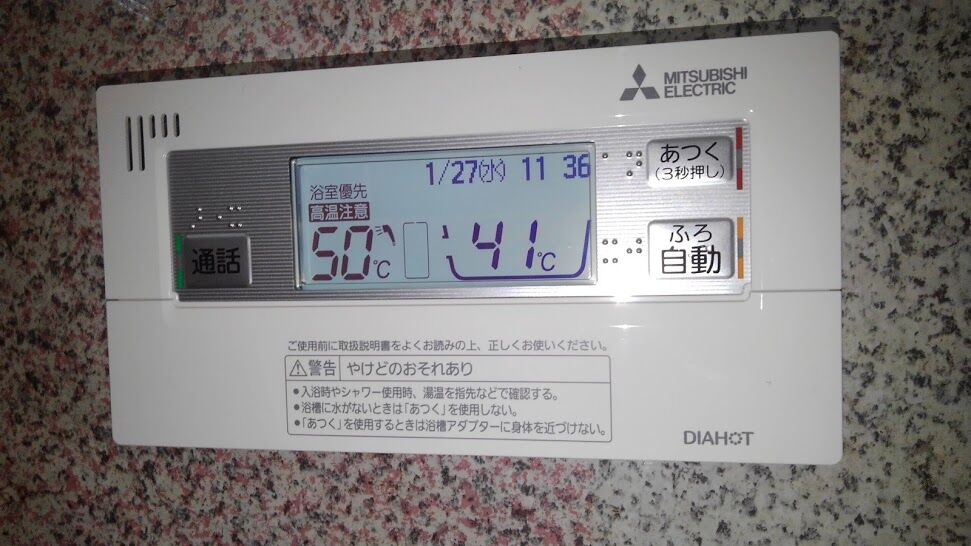 MITSUBISHI
ELECTRIC
1/27(水) 11 36
あつく
(3秒押し)
浴室優先
高温注意
50℃
41℃
通話
ふろ
自動
ご使用前に取扱説明書をよくお読みの上、正しくお使いください。
警告 やけどのおそれあり
●入浴時やシャワー使用時、湯温を指先などで確認する。
●浴槽に水がないときは「あつく」を使用しない。
●「あつく」を使用するときは浴槽アダプターに身体を近づけない。
DIAHOT